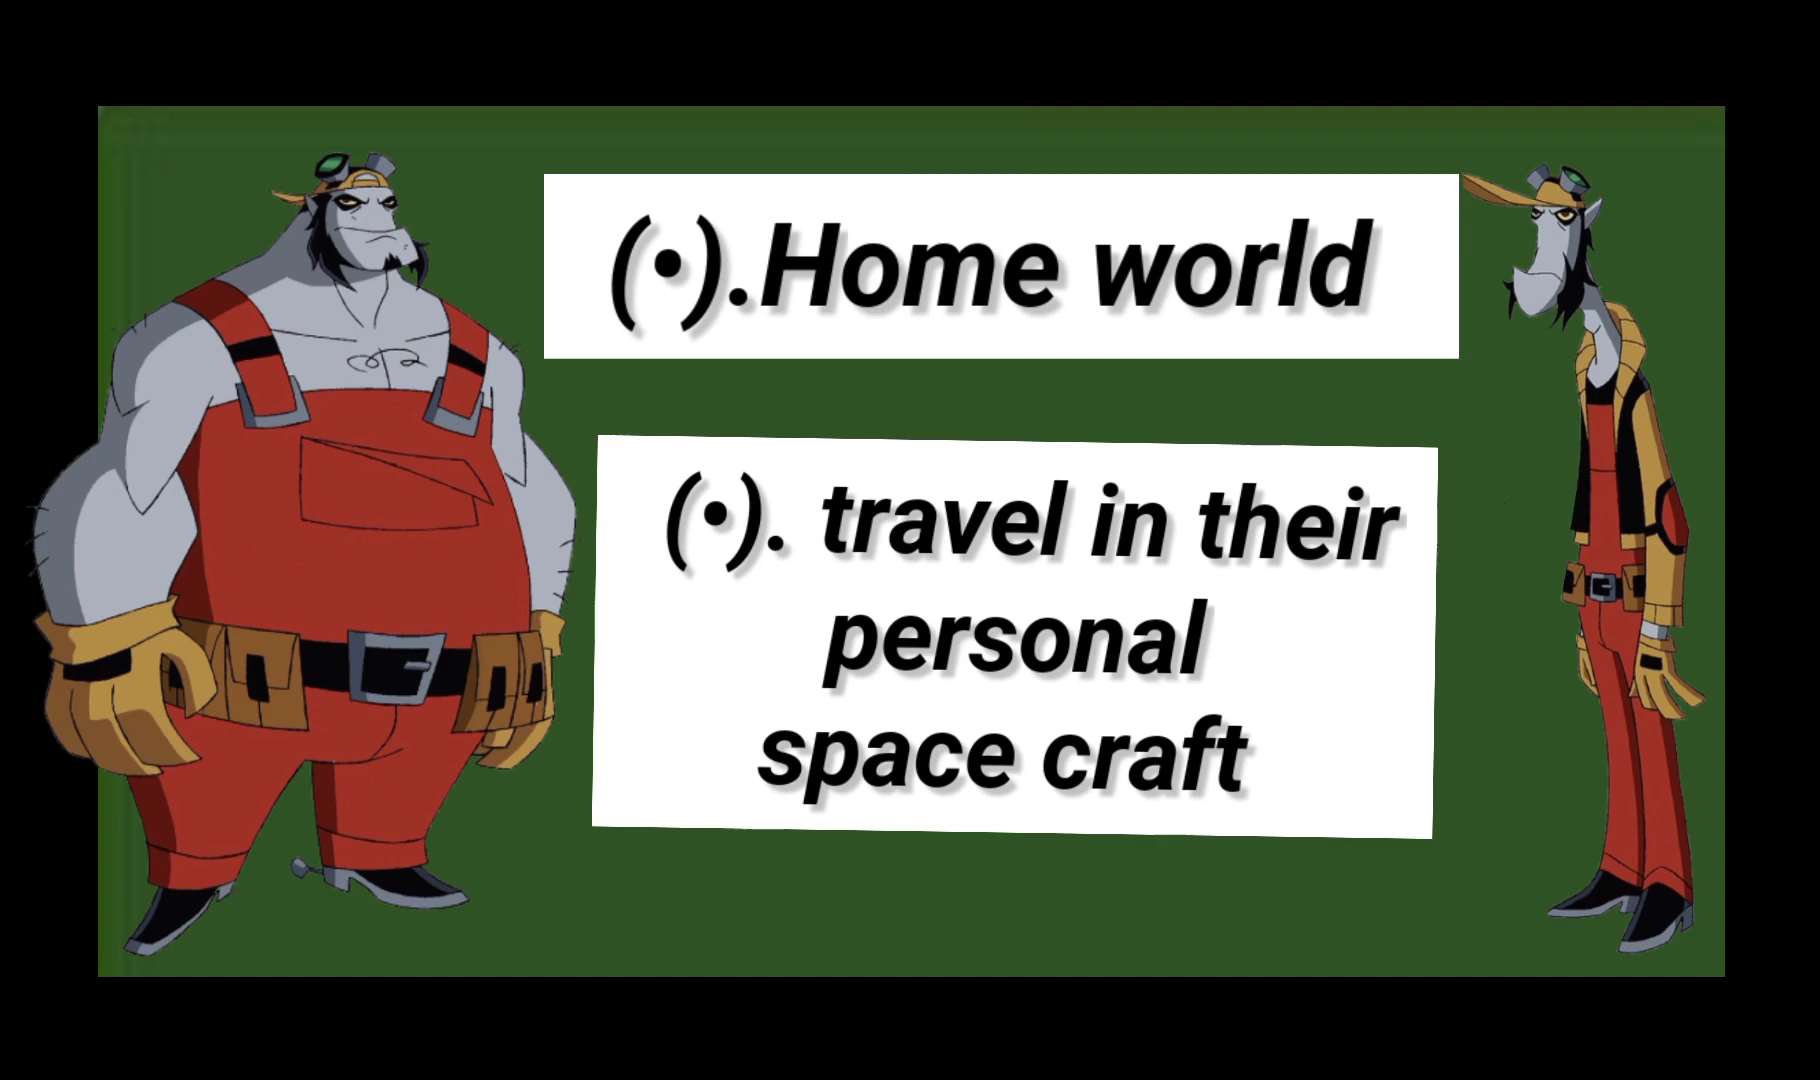 (•).Home world
(•). travel in their
personal
space craft